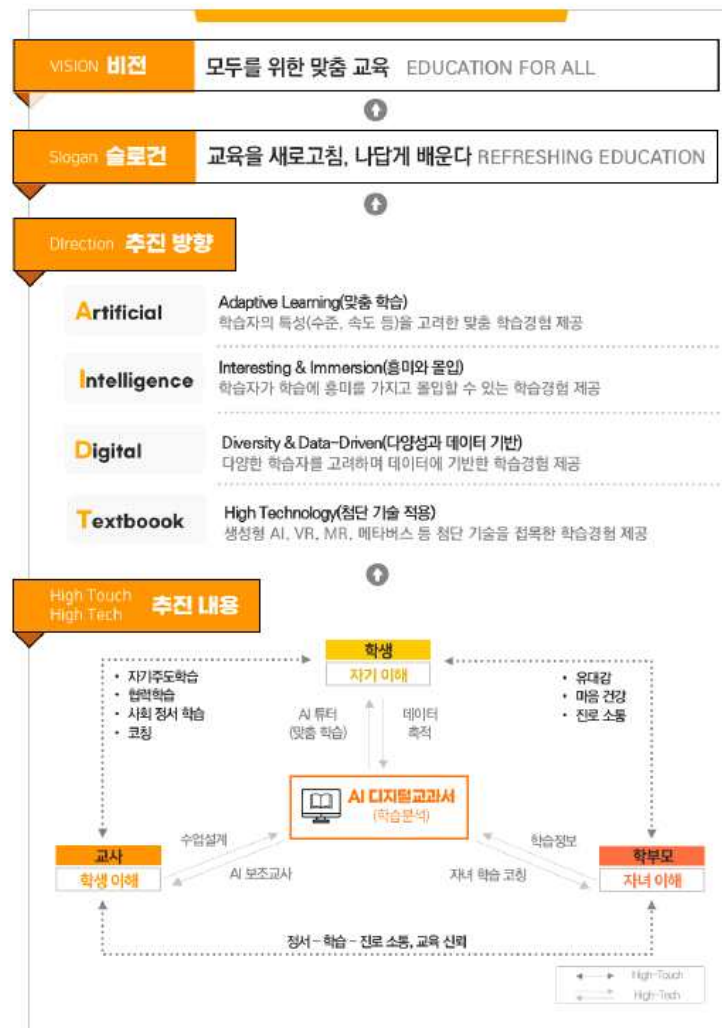 VISION 비전
모두를 위한 맞춤 교육 EDUCATION FOR ALL
Slogan 슬로건
교육을 새로고침, 나답게 배운다 REFRESHING EDUCATION
Direction 추진 방향
Artificial
Adaptive Learning(맞춤 학습)
학습자의 특성(수준, 속도 등)을 고려한 맞춤 학습경험 제공
Intelligence
Interesting & Immersion(흥미와 몰입)
학습자가 학습에 흥미를 가지고 몰입할 수 있는 학습경험 제공
Digital
Diversity & Data-Driven(다양성과 데이터 기반)
다양한 학습자를 고려하며 데이터에 기반한 학습경험 제공
Textboook
High Technology(첨단 기술 적용)
생성형 AI, VR, MR, 메타버스 등 첨단 기술을 접목한 학습경험 제공
High Touch
High Tech 추진 내용
학생
자기 이해
• 자기주도학습
• 협력학습
• 사회 정서 학습
• 코칭
• 유대감
• 마음 건강
• 진로 소통
AI 튜터
(맞춤 학습)
데이터
축적
AI 디지털교과서
(학습분석)
수업설계
AI 보조교사
학습정보
자녀 학습 코칭
교사
학생 이해
학부모
자녀 이해
정서 – 학습 – 진로 소통, 교육 신뢰
High-Touch
High-Tech